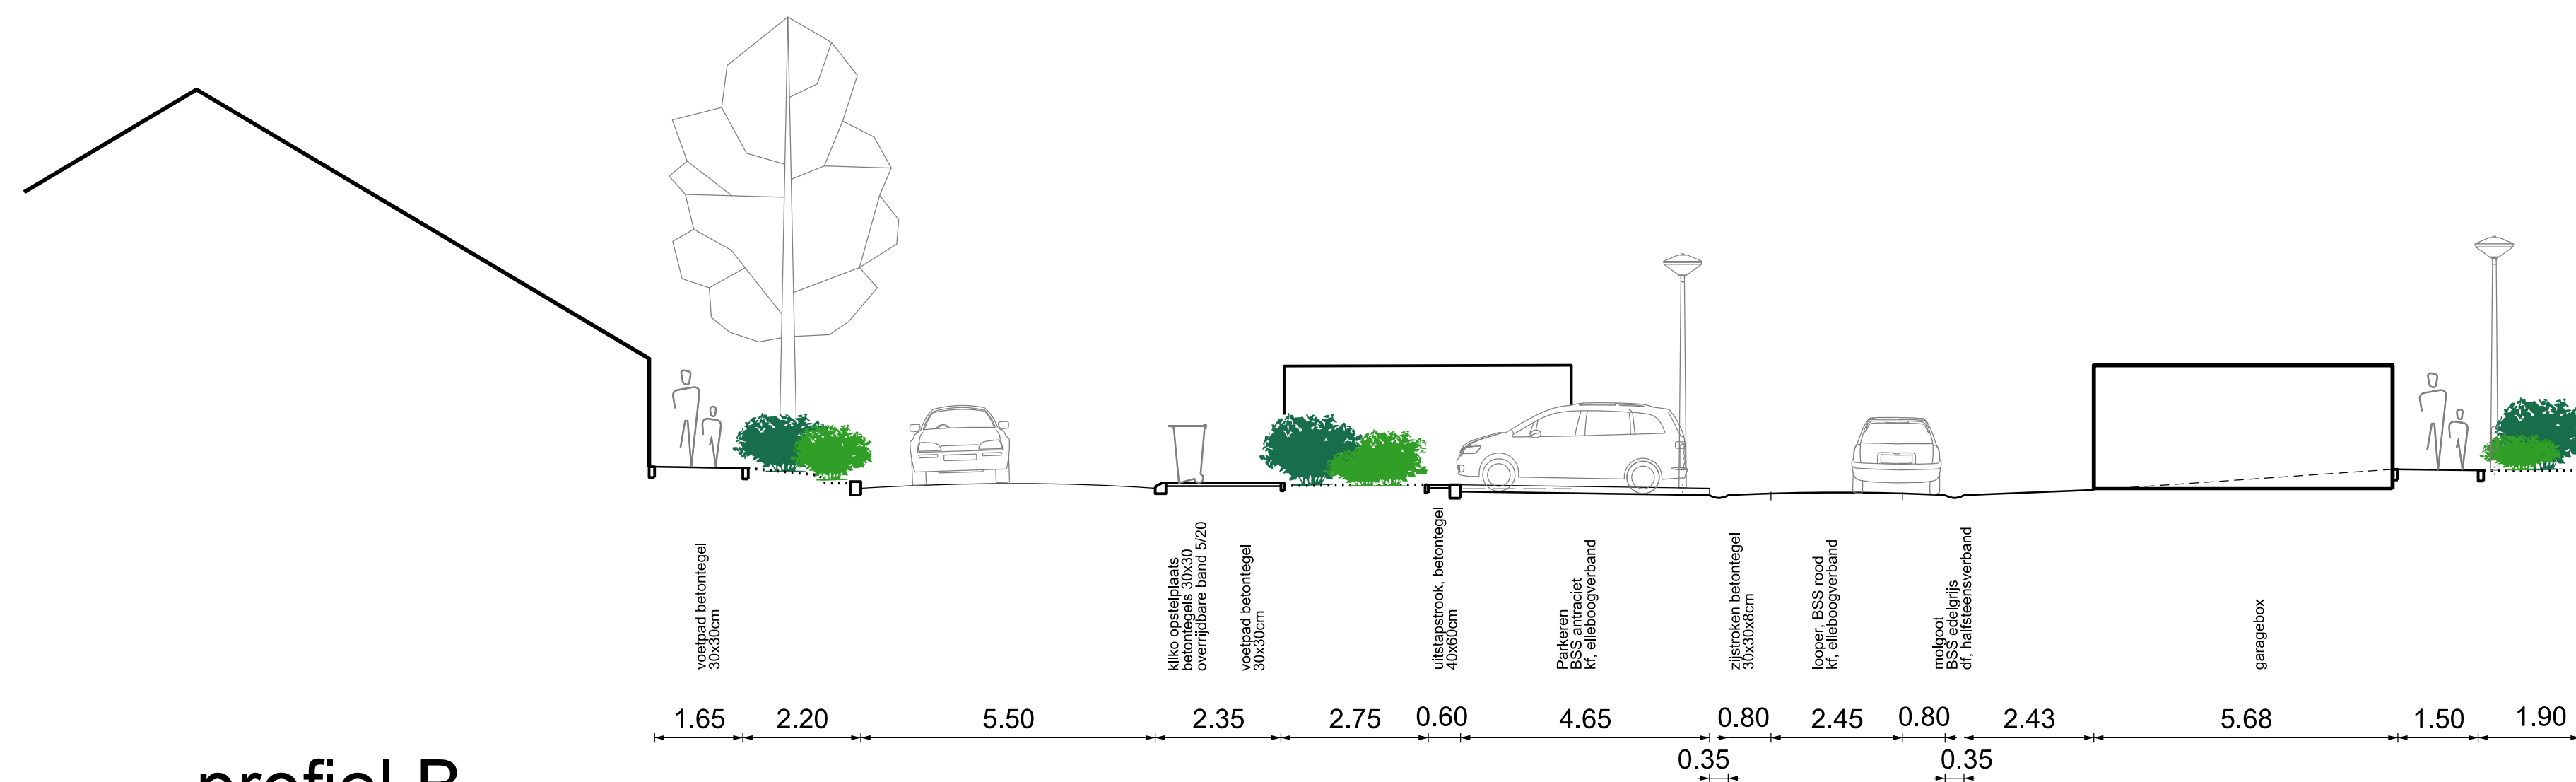 voetpad betontegel
30x30cm
kliko opstelplaats
betontegels 30x30
overrijdbare band 5/20
voetpad betontegel
30x30cm
uitstapstrook, betontegel
40x60cm
Parkeren
BSS antraciet
kf, elleboogverband
zijstroken betontegel
30x30x8cm
looper, BSS rood
kf, elleboogverband
molgoot
BSS edelgrijs
df, halfsteensverband
garagebox
1.65 2.20 5.50 2.35 2.75 0.60 4.65 0.80 2.45 0.80 2.43 5.68 1.50 1.90
0.35 0.35
profiel B